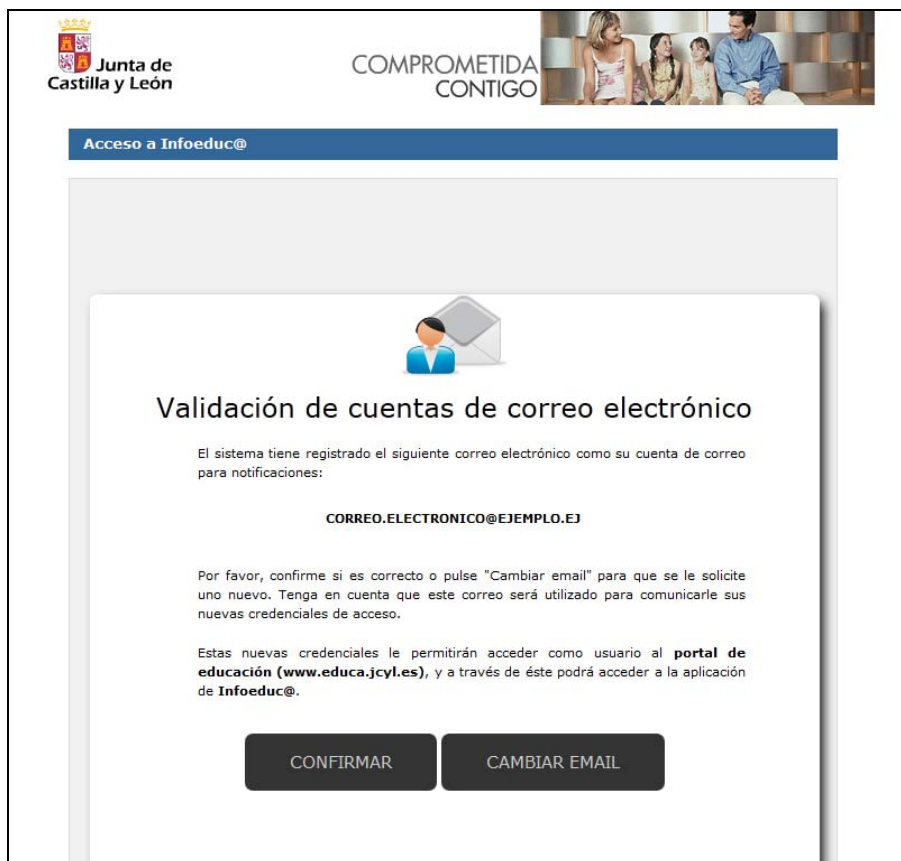 Junta de
Castilla y León
COMPROMETIDA
CONTIGO
Acceso a Infoeduc@
Validación de cuentas de correo electrónico
El sistema tiene registrado el siguiente correo electrónico como su cuenta de correo
para notificaciones:
CORREO.ELECTRONICO@EJEMPLO.EJ
Por favor, confirme si es correcto o pulse "Cambiar email" para que se le solicite
uno nuevo. Tenga en cuenta que este correo será utilizado para comunicarle sus
nuevas credenciales de acceso.
Estas nuevas credenciales le permitirán acceder como usuario al portal de
educación (www.educa.jcyl.es), y a través de éste podrá acceder a la aplicación
de Infoeduc@.
CONFIRMAR
CAMBIAR EMAIL